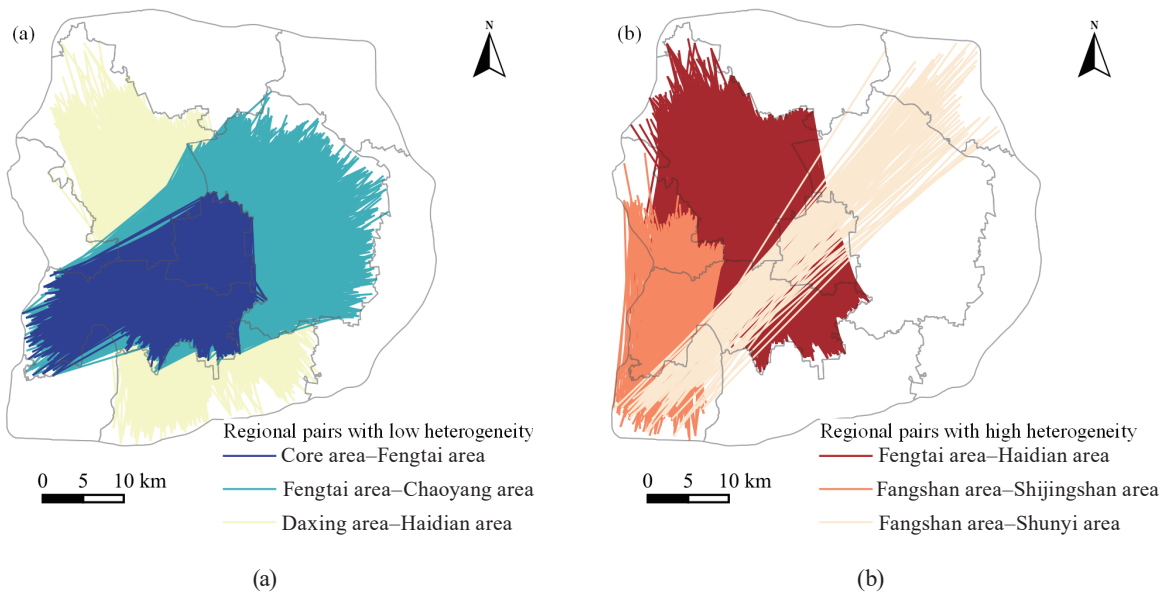 (a)
N
Regional pairs with low heterogeneity
Core area–Fengtai area
Fengtai area–Chaoyang area
Daxing area–Haidian area
0 5 10 km
(a)
(b)
N
Regional pairs with high heterogeneity
Fengtai area–Haidian area
Fangshan area–Shijingshan area
Fangshan area–Shunyi area
0 5 10 km
(b)